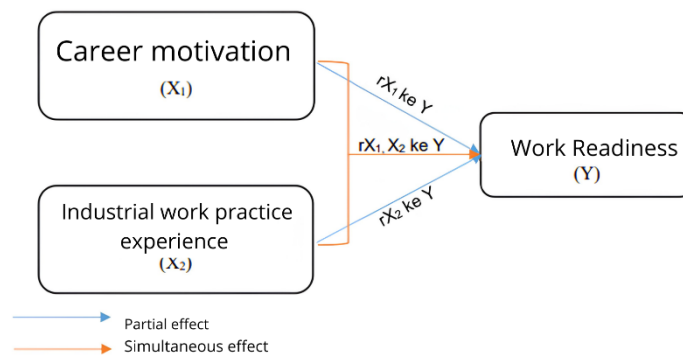 Career motivation
(X₁)
rX₁ ke Y
rX₁, X₂ ke Y
Work Readiness
(Y)
Industrial work practice
experience
(X₂)
rX₂ ke Y
Partial effect
Simultaneous effect